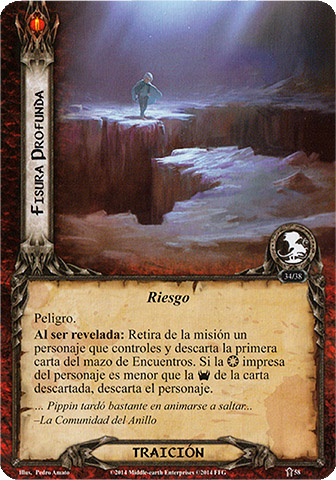 FISURA PROFUNDA
34/38
Riesgo
Peligro.
Al ser revelada: Retira de la misión un
personaje que controles y descarta la primera
carta del mazo de Encuentros. Si la impresa
del personaje es menor que la de la carta
descartada, descarta el personaje.
... Pippin tardó bastante en animarse a saltar...
–La Comunidad del Anillo
TRAICIÓN
Illus. Pedro Amato
©2014 Middle-earth Enterprises ©2014 FFG
58